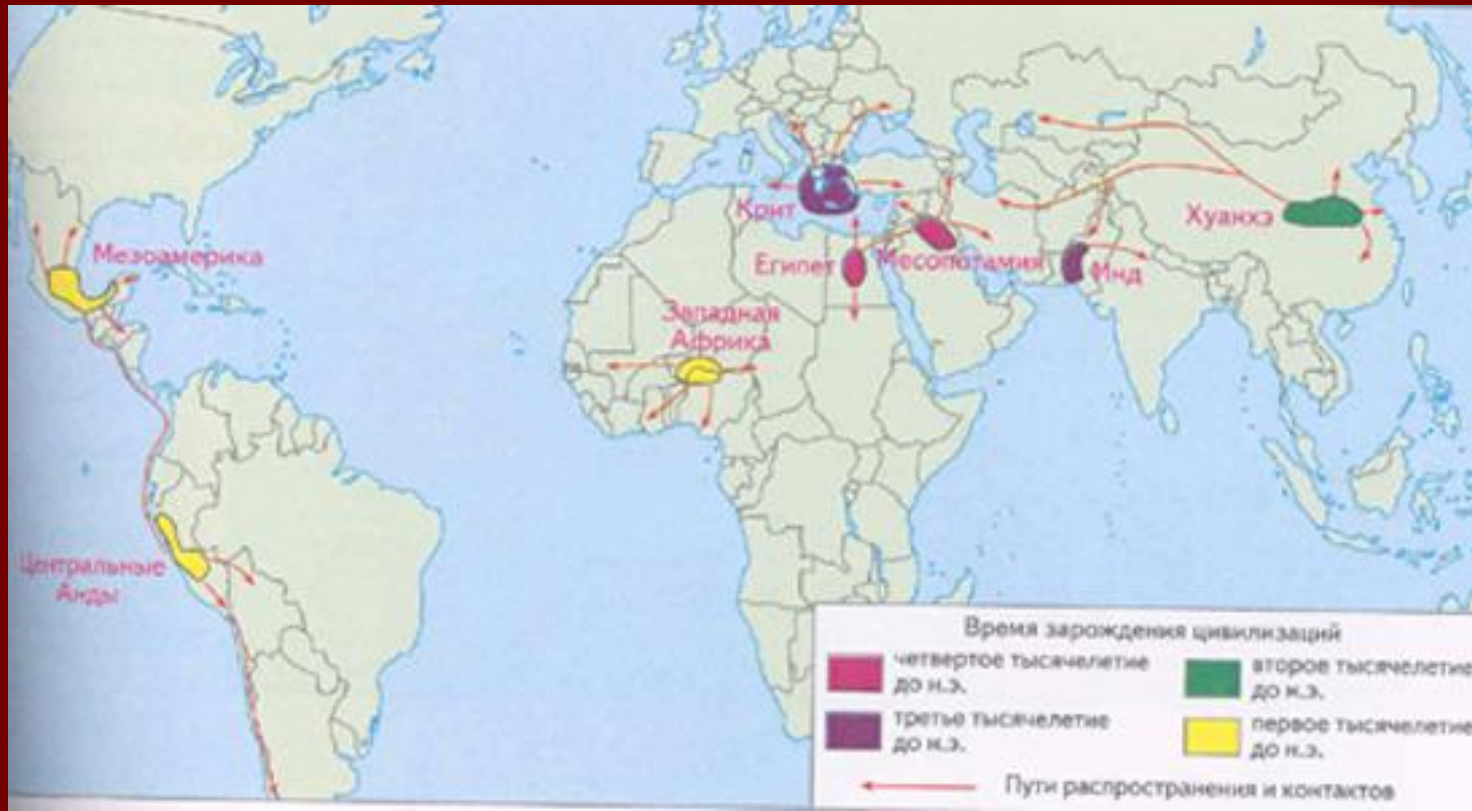 Мезоамерика
Крит
Египет
Месопотамия
Инд
Хуанхэ
Западная
Африка
Центральные
Анды
Время зарождения цивилизаций
четвертое тысячелетие
до н.э.
второе тысячелетие
до н.э.
третье тысячелетие
до н.э.
первое тысячелетие
до н.э.
Пути распространения и контактов